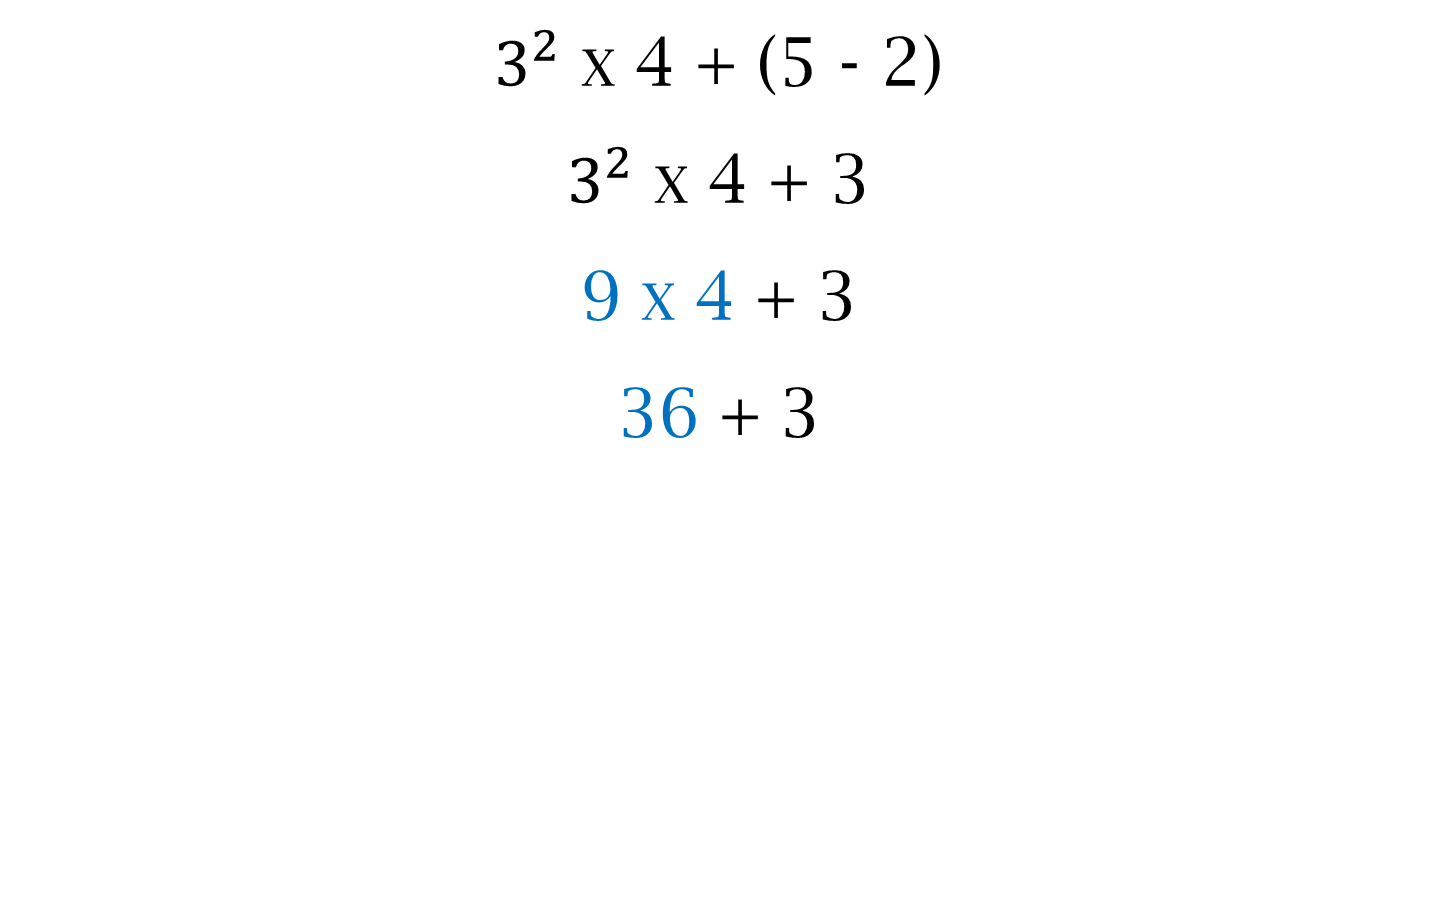 3² x 4 + (5 - 2)
3² x 4 + 3
9 x 4 + 3
36 + 3